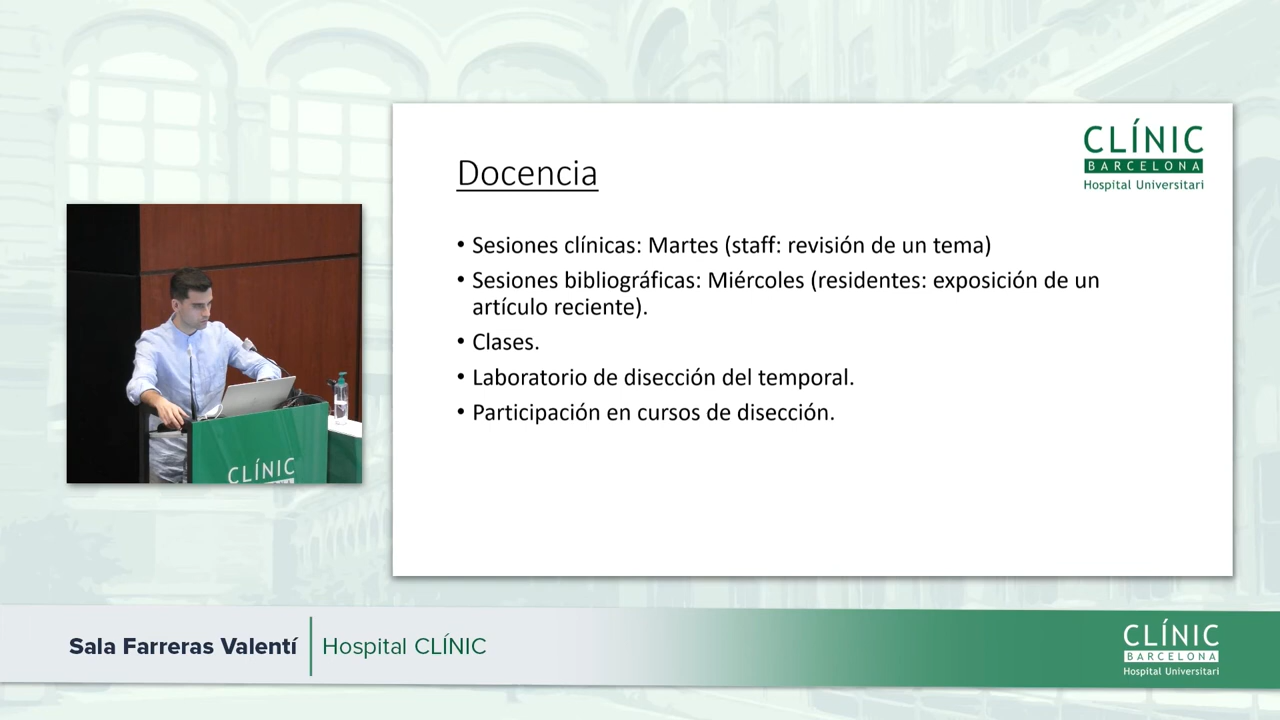 CLÍNIC
BARCELONA
Hospital Universitari
Docencia
• Sesiones clínicas: Martes (staff: revisión de un tema)
• Sesiones bibliográficas: Miércoles (residentes: exposición de un
artículo reciente).
• Clases.
• Laboratorio de disección del temporal.
• Participación en cursos de disección.
CLÍNIC
Sala Farreras Valentí
Hospital CLÍNIC
CLÍNIC
BARCELONA
Hospital Universitari